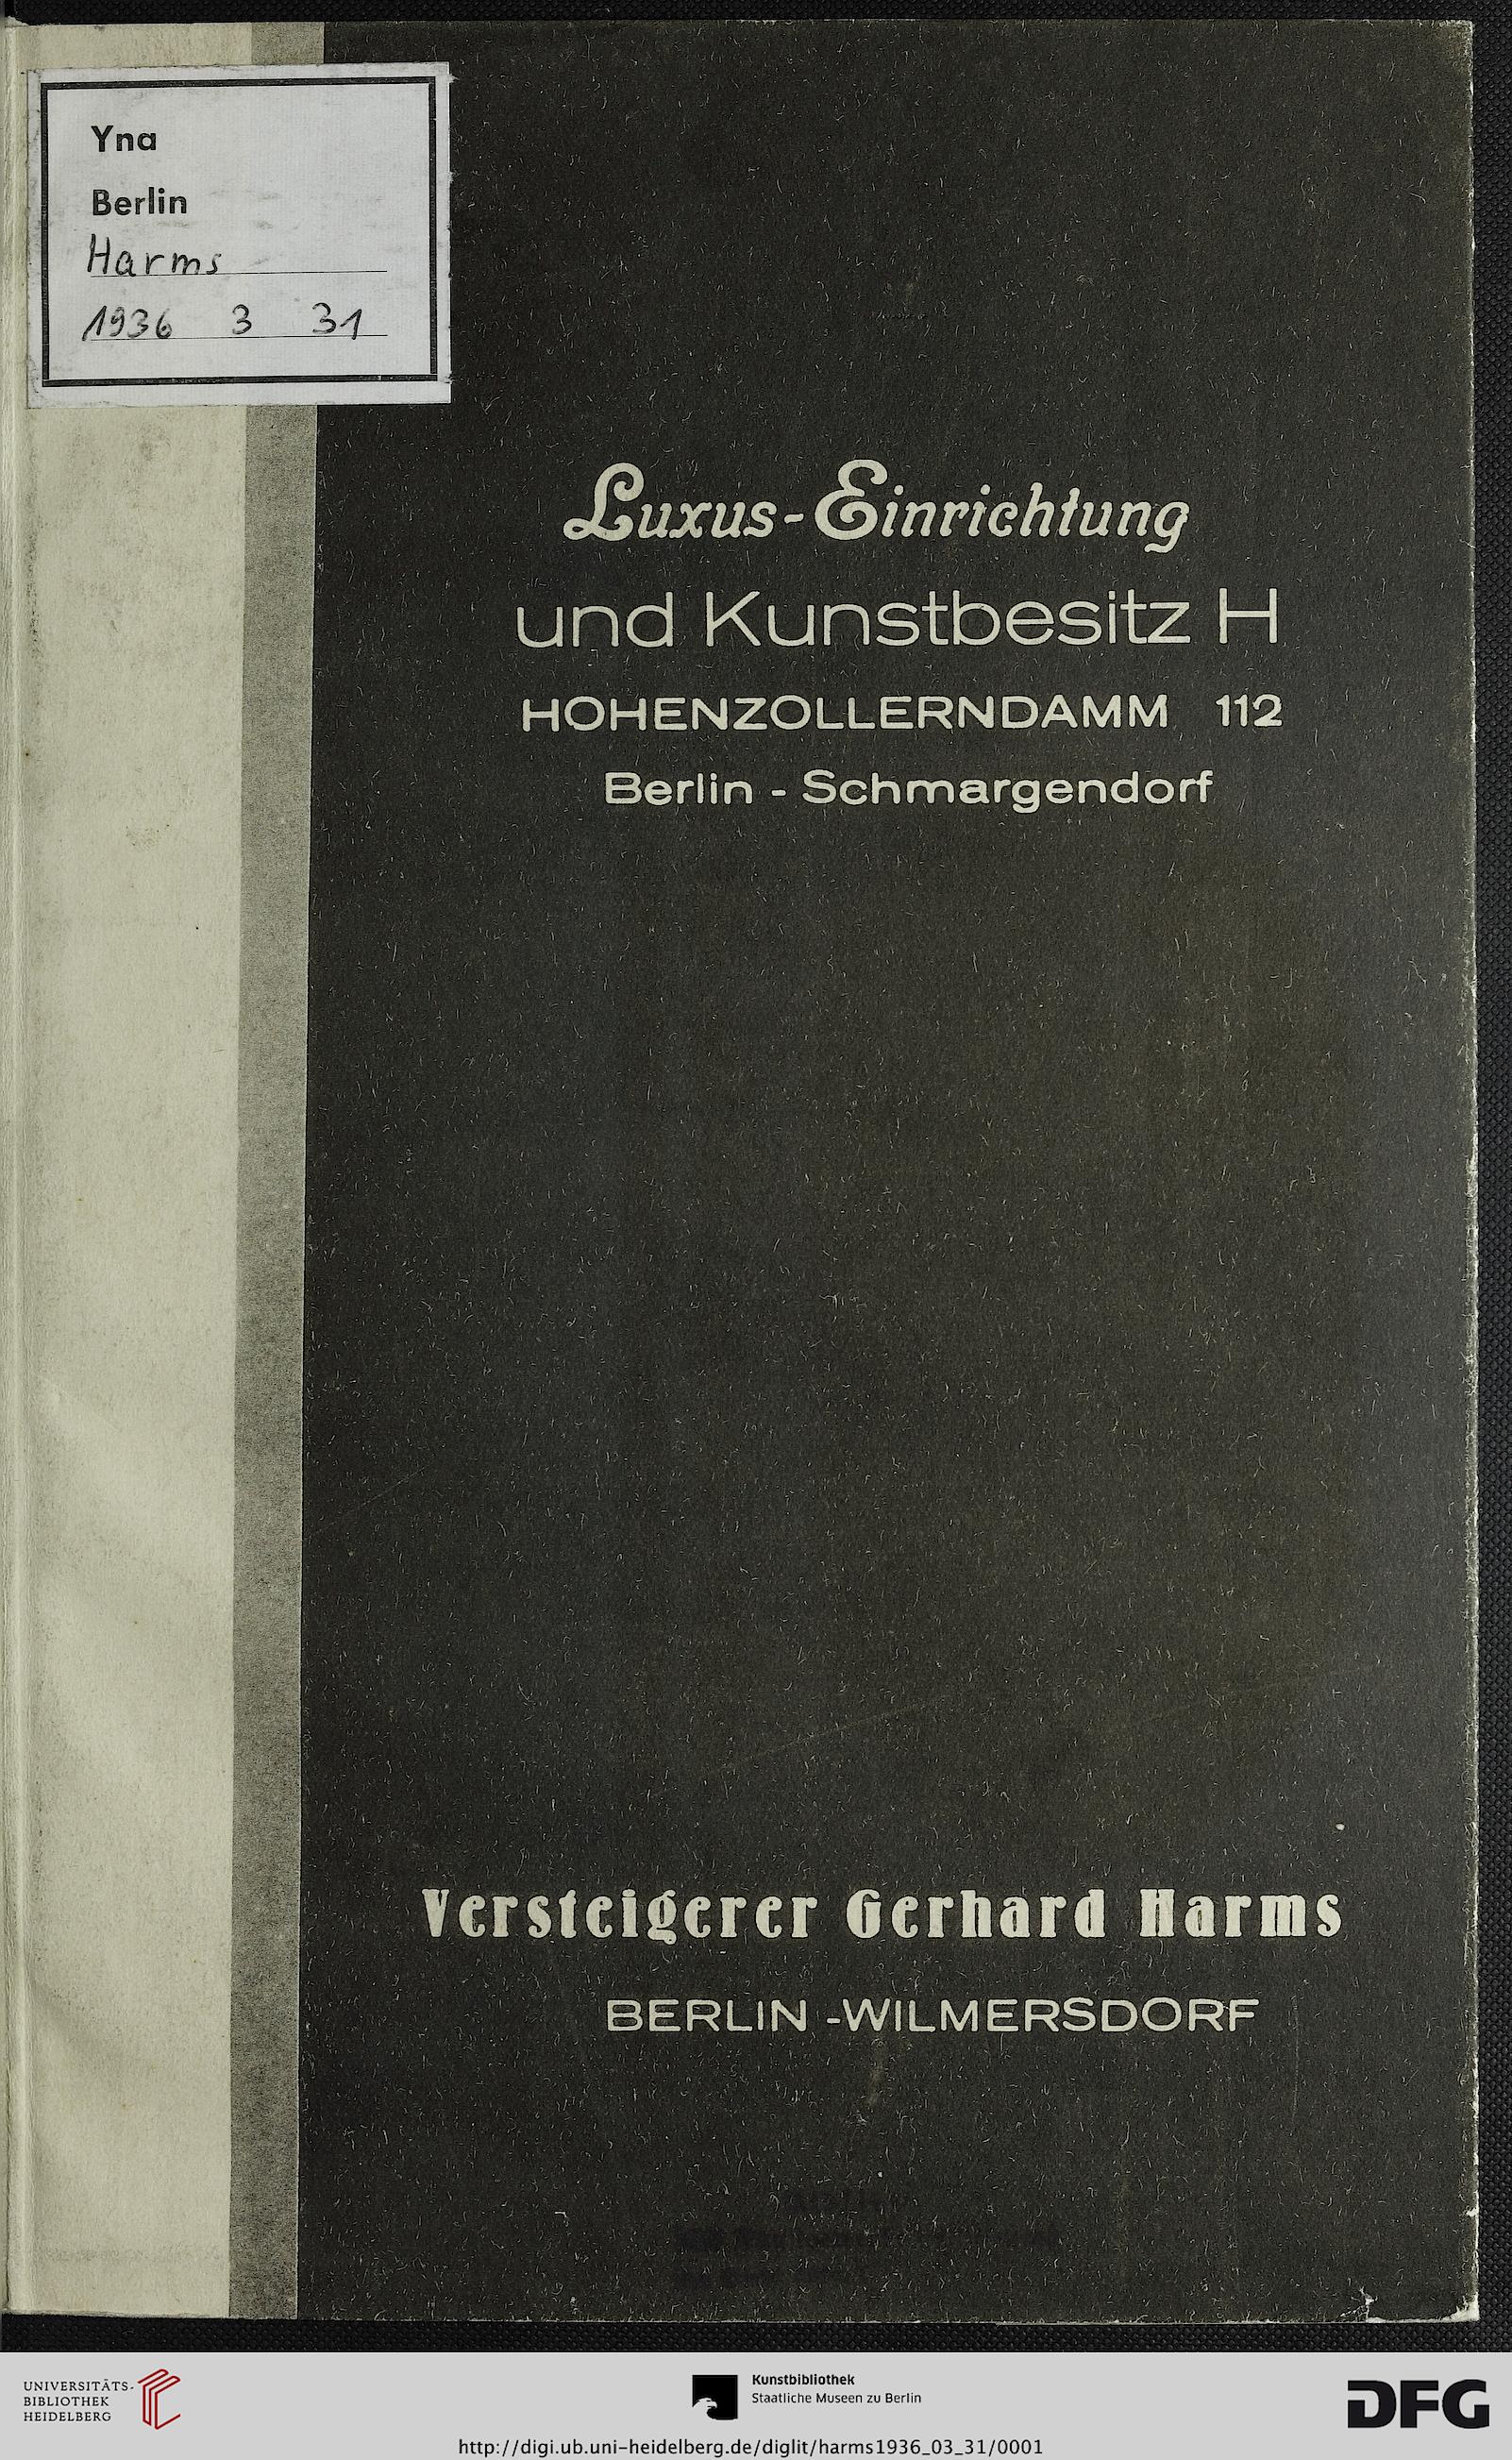 Yna
Berlin
Harms
1936 3 31
Luxus-Einrichtung
und Kunstbesitz H
HOHENZOLLERNDAMM 112
Berlin - Schmargendorf
Versteigerer Gerhard Harms
BERLIN -WILMERSDORF
UNIVERSITÄTS-
BIBLIOTHEK
HEIDELBERG
Kunstbibliothek
Staatliche Museen zu Berlin
DFG
http://digi.ub.uni-heidelberg.de/diglit/harms1936_03_31/0001